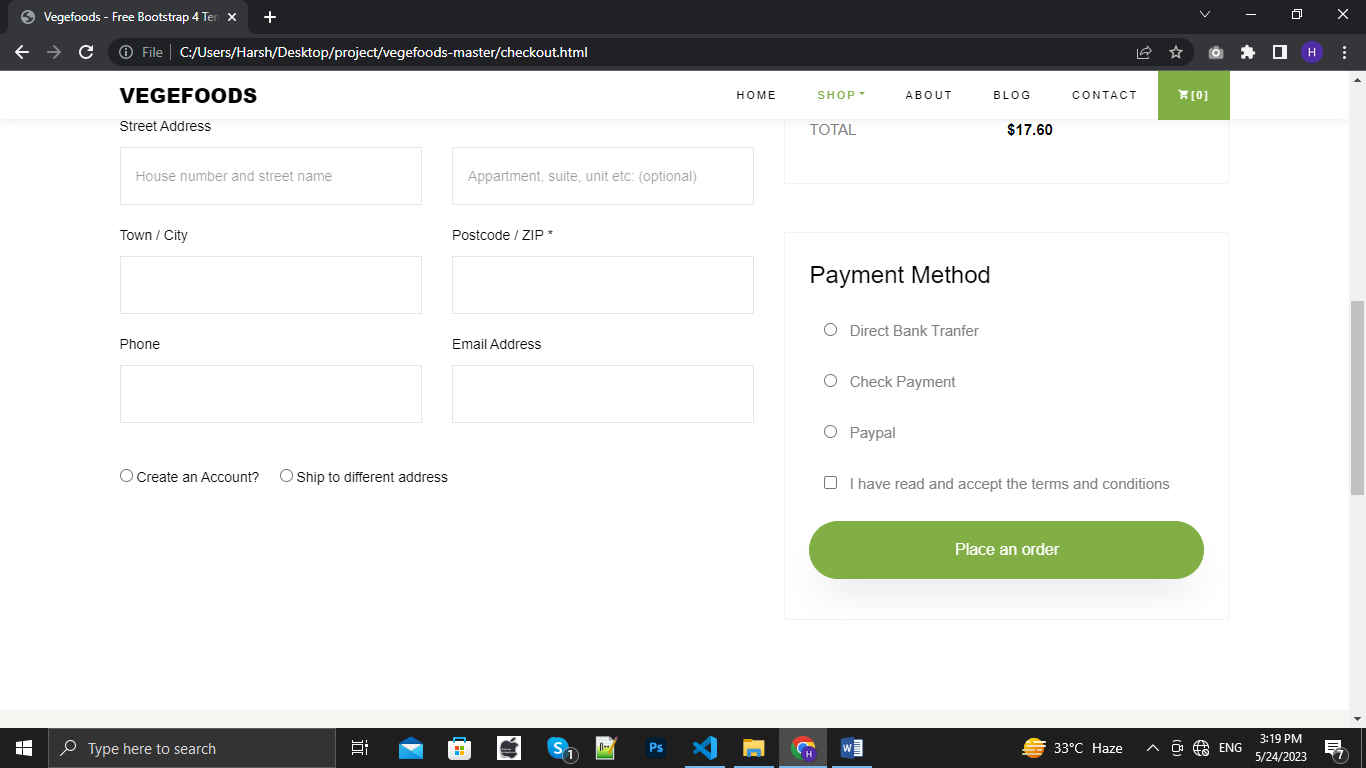 Vegefoods - Free Bootstrap 4 Ten
File
C:/Users/Harsh/Desktop/project/vegefoods-master/checkout.html
H
VEGEFOODS
HOME SHOP ABOUT BLOG CONTACT [0]
Street Address
House number and street name
Appartment, suite, unit etc: (optional)
Town / City
Postcode / ZIP *
Phone
Email Address
Create an Account?
Ship to different address
TOTAL $17.60
Payment Method
Direct Bank Tranfer
Check Payment
Paypal
I have read and accept the terms and conditions
Place an order
Type here to search
S 1
Ps
H
W
33°C Haze
ENG
3:19 PM
5/24/2023
7